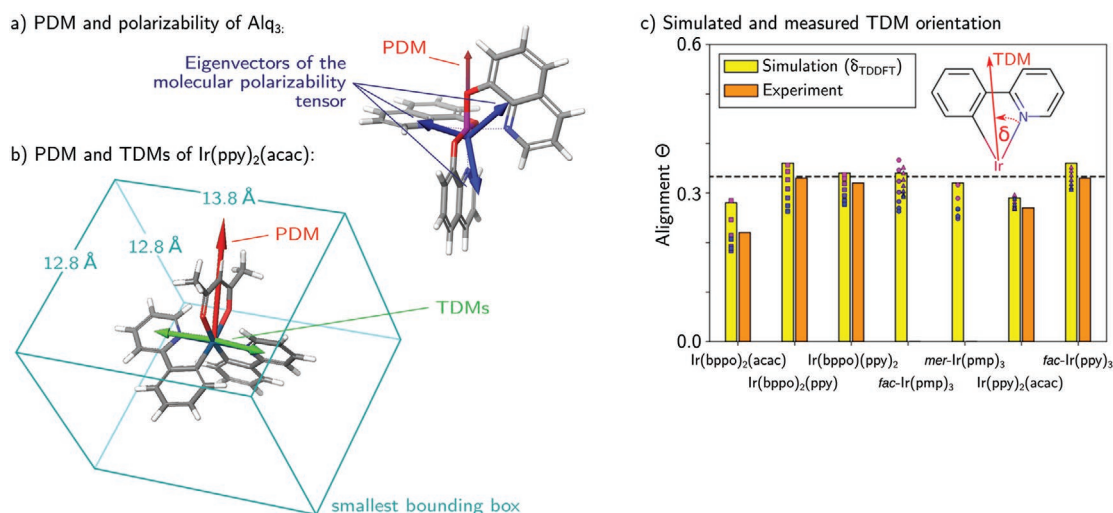 a) PDM and polarizability of Alq3:
PDM
Eigenvectors of the
molecular polarizability
tensor
b) PDM and TDMs of Ir(ppy)2(acac):
13.8 Å
12.8 Å
12.8 Å
PDM
TDMs
smallest bounding box
c) Simulated and measured TDM orientation
0.6
0.3
0.0
Alignment Θ
Simulation (δTDDFT)
Experiment
TDM
N
δ
Ir
Ir(bppo)2(acac)
Ir(bppo)2(ppy)
Ir(bppo)(ppy)2
fac-Ir(pmp)3
mer-Ir(pmp)3
Ir(ppy)2(acac)
fac-Ir(ppy)3